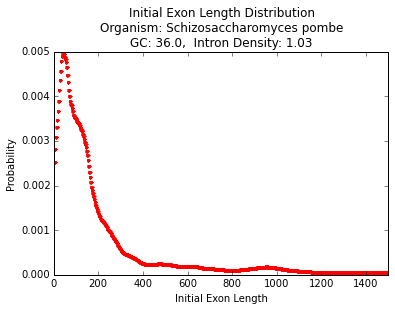 Initial Exon Length Distribution
Organism: Schizosaccharomyces pombe
GC: 36.0,  Intron Density: 1.03
0.005
0.004
0.003
0.002
0.001
0.000
Probability
0 200 400 600 800 1000 1200 1400
Initial Exon Length